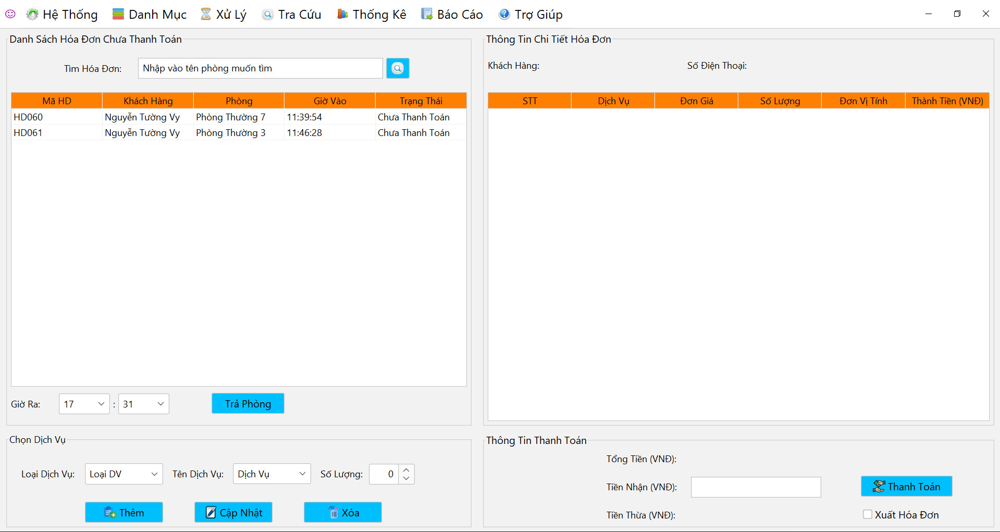 Hệ Thống Danh Mục Xử Lý Tra Cứu Thống Kê Báo Cáo Trợ Giúp
Danh Sách Hóa Đơn Chưa Thanh Toán
Tìm Hóa Đơn: Nhập vào tên phòng muốn tìm
Mã HD Khách Hàng Phòng Giờ Vào Trạng Thái
HD060 Nguyễn Tường Vy Phòng Thường 7 11:39:54 Chưa Thanh Toán
HD061 Nguyễn Tường Vy Phòng Thường 3 11:46:28 Chưa Thanh Toán
Giờ Ra: 17 : 31 Trả Phòng
Chọn Dịch Vụ
Loại Dịch Vụ: Loại DV Tên Dịch Vụ: Dịch Vụ Số Lượng: 0
Thêm Cập Nhật Xóa
Thông Tin Chi Tiết Hóa Đơn
Khách Hàng: Số Điện Thoại:
STT Dịch Vụ Đơn Giá Số Lượng Đơn Vị Tính Thành Tiền (VNĐ)
Thông Tin Thanh Toán
Tổng Tiền (VNĐ):
Tiền Nhận (VNĐ): Thanh Toán
Tiền Thừa (VNĐ): Xuất Hóa Đơn